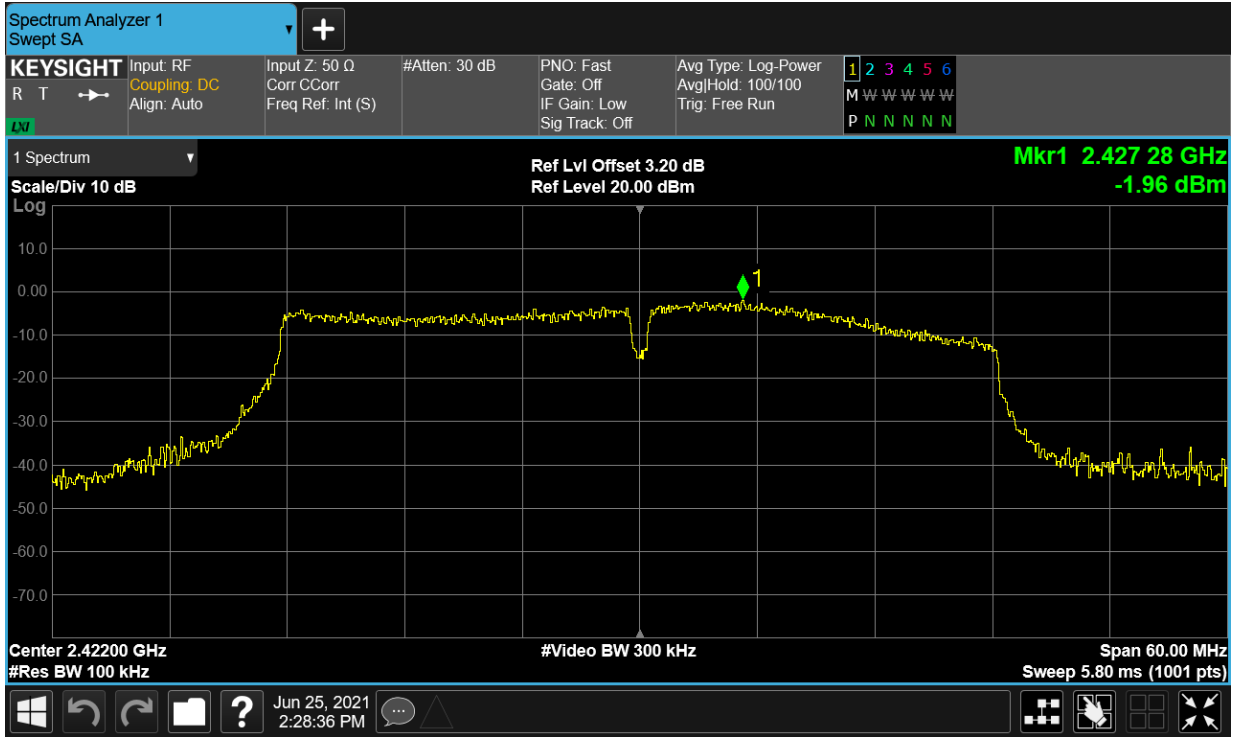 Spectrum Analyzer 1
Swept SA
KEYSIGHT
R T
LXI
Input: RF
Coupling: DC
Align: Auto
Input Z: 50 Ω
Corr CCorr
Freq Ref: Int (S)
#Atten: 30 dB
PNO: Fast
Gate: Off
IF Gain: Low
Sig Track: Off
Avg Type: Log-Power
Avg|Hold: 100/100
Trig: Free Run
1 2 3 4 5 6
M W W W W W
P N N N N N
1 Spectrum
Scale/Div 10 dB
Log
Ref Lvl Offset 3.20 dB
Ref Level 20.00 dBm
Mkr1 2.427 28 GHz
-1.96 dBm
10.0
0.00
-10.0
-20.0
-30.0
-40.0
-50.0
-60.0
-70.0
1
Center 2.42200 GHz
#Res BW 100 kHz
#Video BW 300 kHz
Span 60.00 MHz
Sweep 5.80 ms (1001 pts)
?
Jun 25, 2021
2:28:36 PM